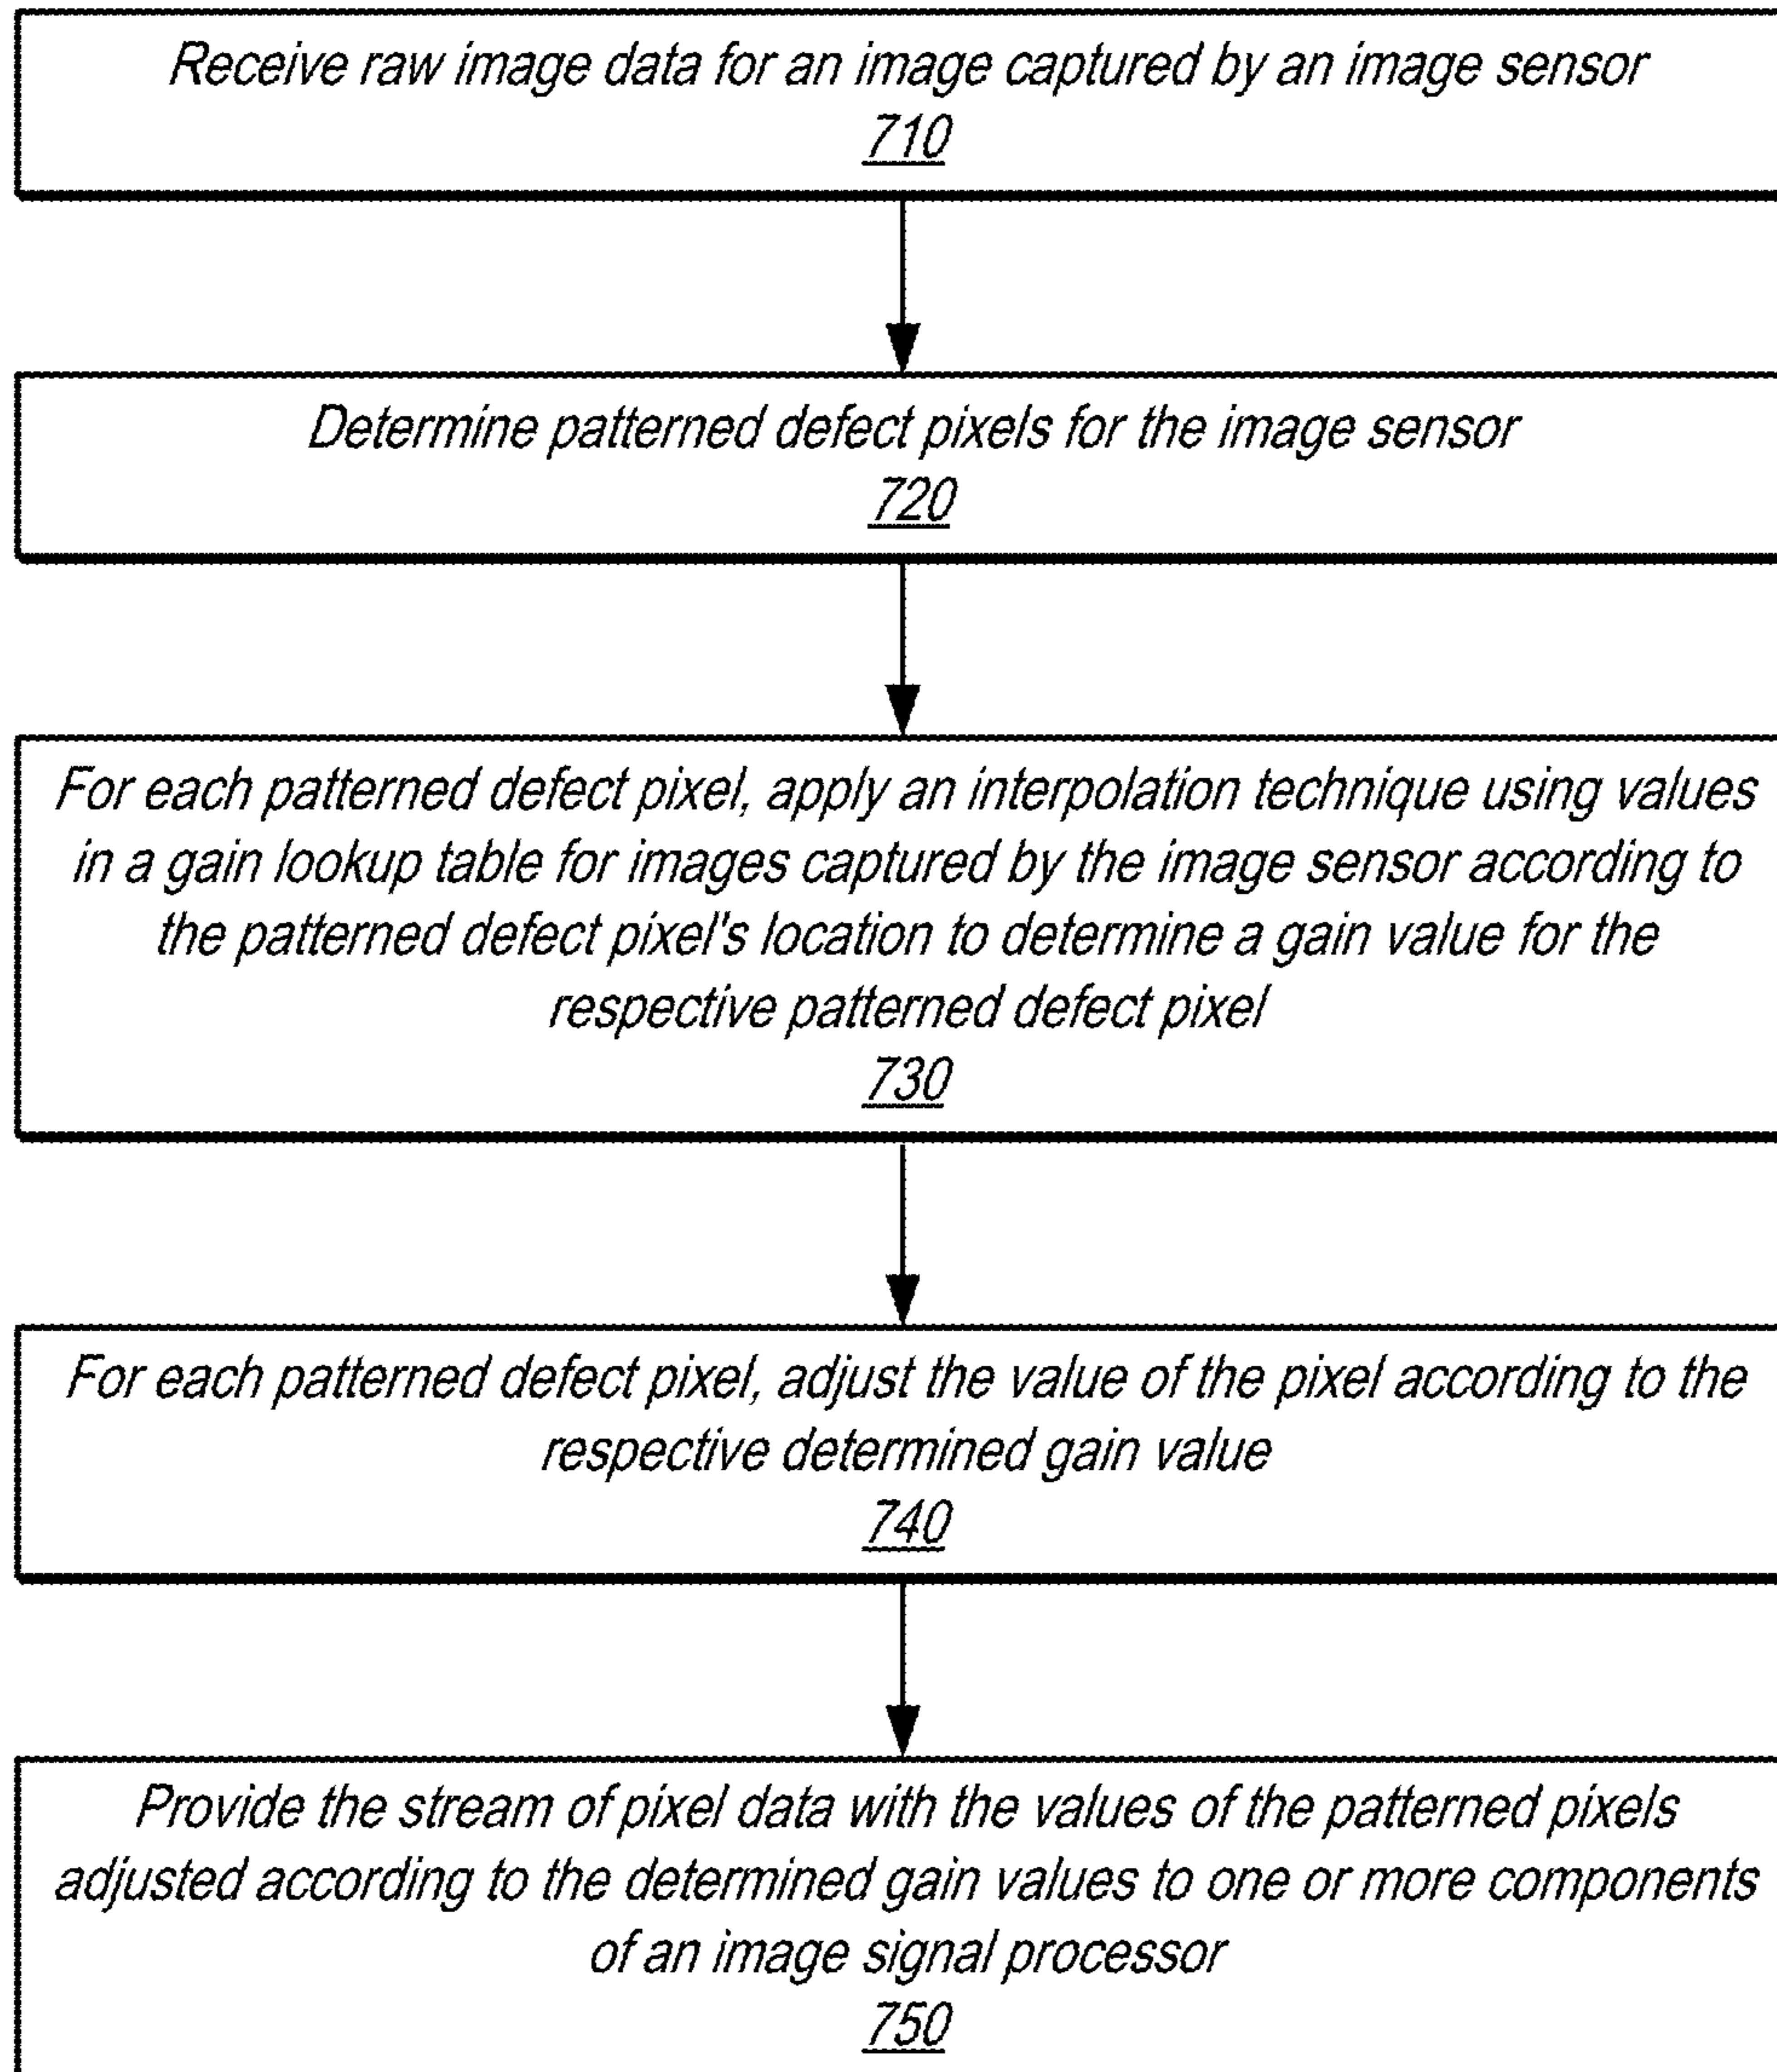 Receive raw image data for an image captured by an image sensor
710
Determine patterned defect pixels for the image sensor
720
For each patterned defect pixel, apply an interpolation technique using values
in a gain lookup table for images captured by the image sensor according to
the patterned defect pixel's location to determine a gain value for the
respective patterned defect pixel
730
For each patterned defect pixel, adjust the value of the pixel according to the
respective determined gain value
740
Provide the stream of pixel data with the values of the patterned pixels
adjusted according to the determined gain values to one or more components
of an image signal processor
750